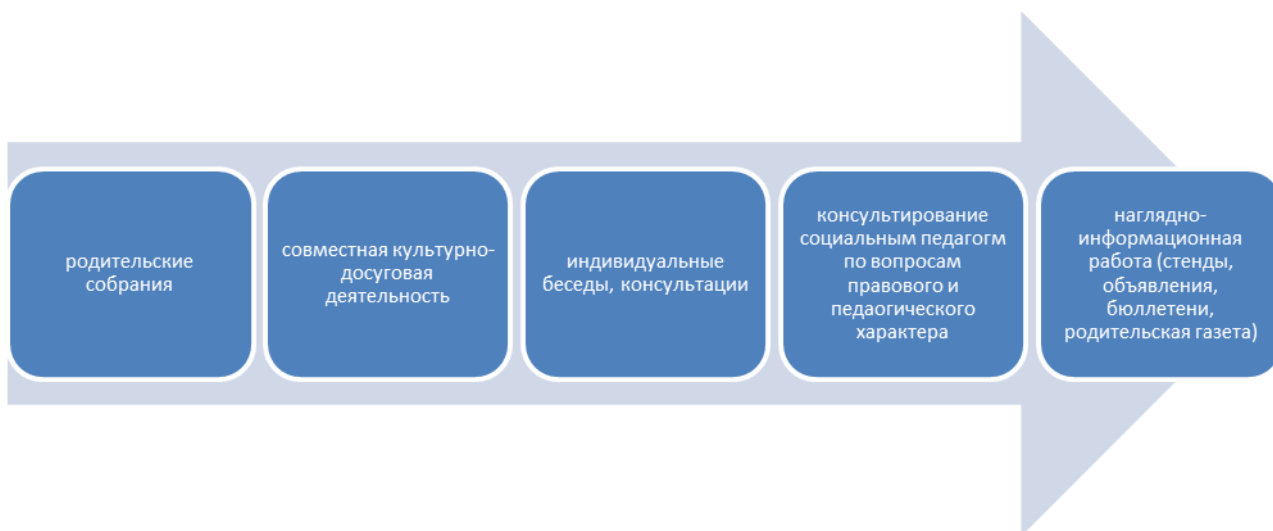 родительские
собрания
совместная культурно-
досуговая
деятельность
индивидуальные
беседы, консультации
консультирование
социальным педагогм
по вопросам
правового и
педаогического
характера
наглядно-
информационная
работа (стенды,
объявления,
бюллетени,
родительская газета)